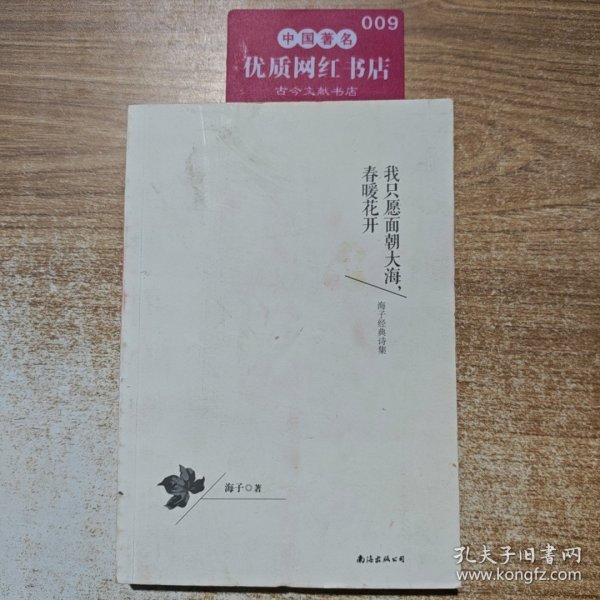 009
中国著名
优质网红书店
古今文献书店
我只愿面朝大海，
春暖花开
海子经典诗集
海子◎著
南海出版公司
孔夫子旧书网
www.kongfz.com